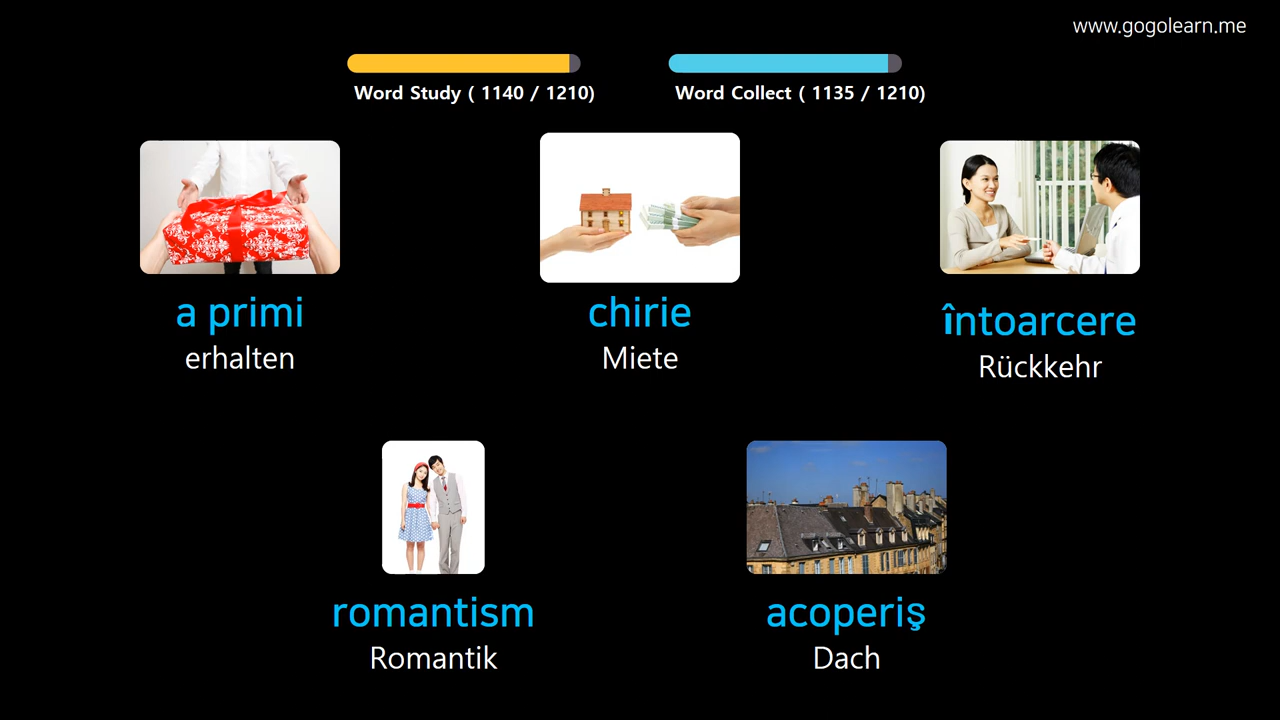 www.gogolearn.me
Word Study ( 1140 / 1210)
Word Collect ( 1135 / 1210)
a primi
erhalten
chirie
Miete
întoarcere
Rückkehr
romantism
Romantik
acoperiş
Dach